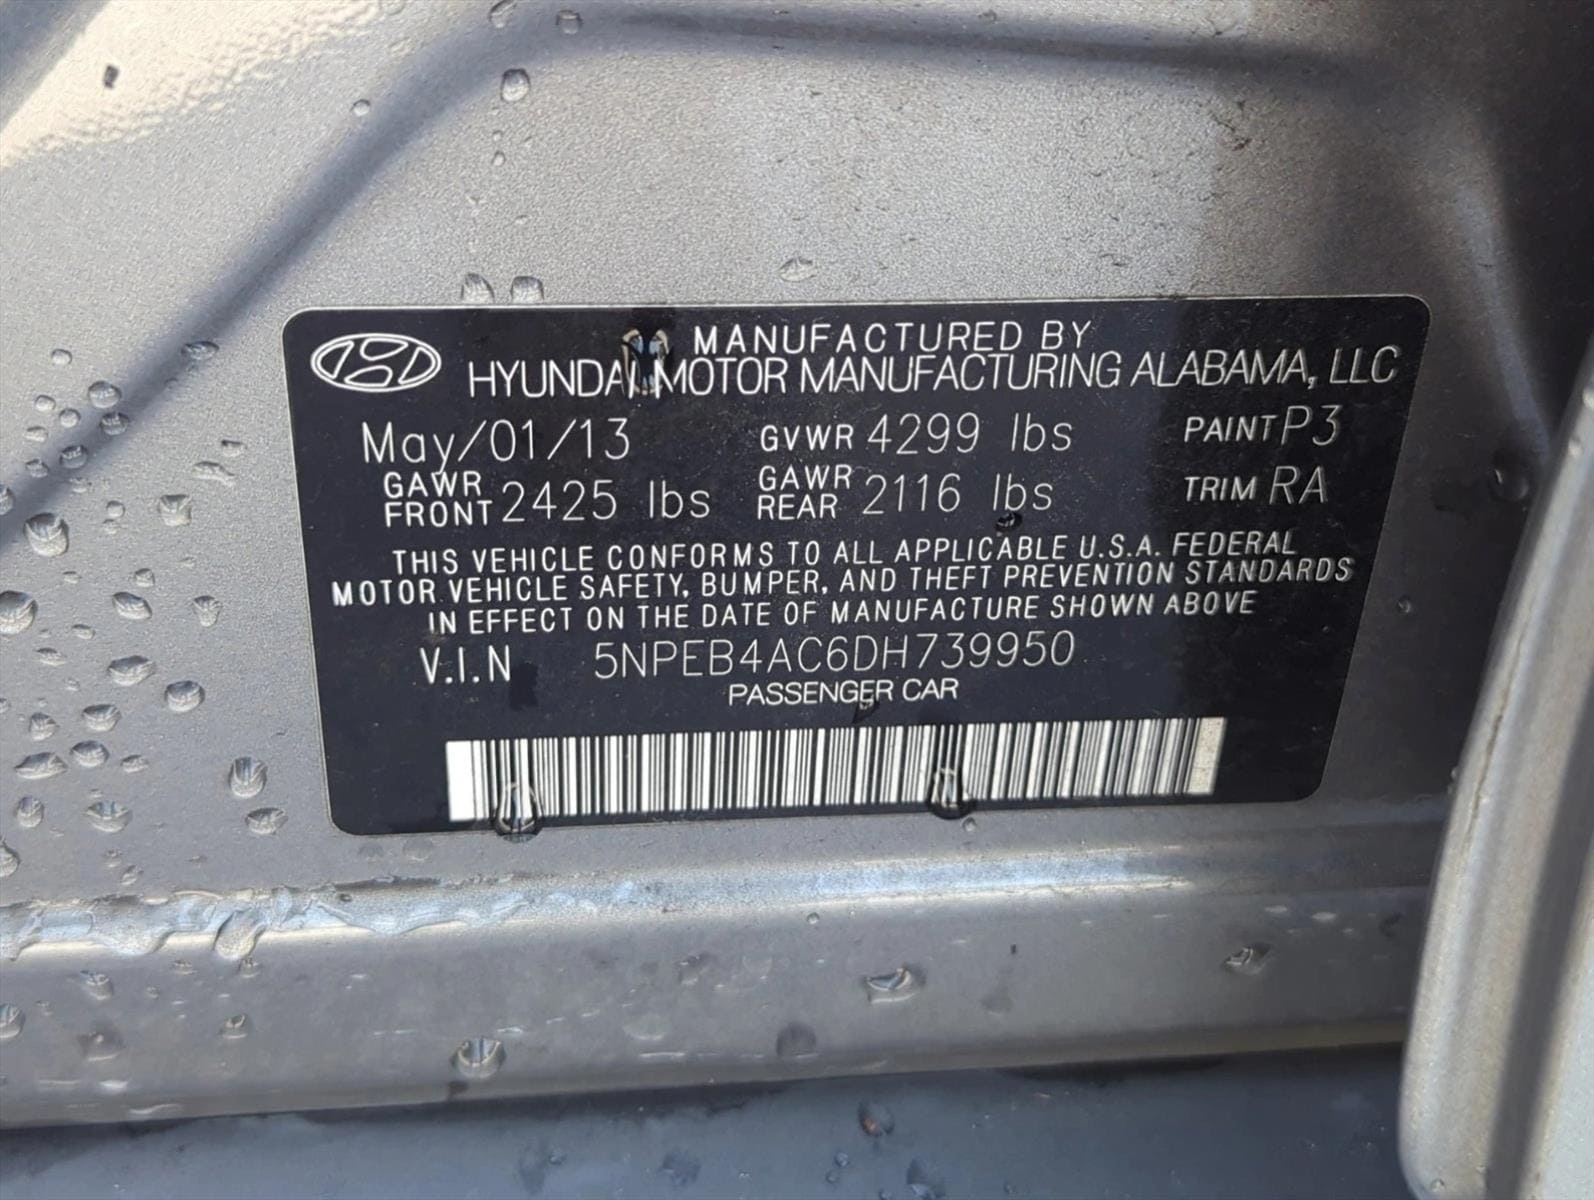 MANUFACTURED BY
HYUNDAI MOTOR MANUFACTURING ALABAMA, LLC
May/01/13 GVWR 4299 lbs PAINT P3
GAWR FRONT 2425 lbs GAWR REAR 2116 lbs TRIM RA
THIS VEHICLE CONFORMS TO ALL APPLICABLE U.S.A. FEDERAL
MOTOR VEHICLE SAFETY, BUMPER, AND THEFT PREVENTION STANDARDS
IN EFFECT ON THE DATE OF MANUFACTURE SHOWN ABOVE
V.I.N 5NPEB4AC6DH739950
PASSENGER CAR